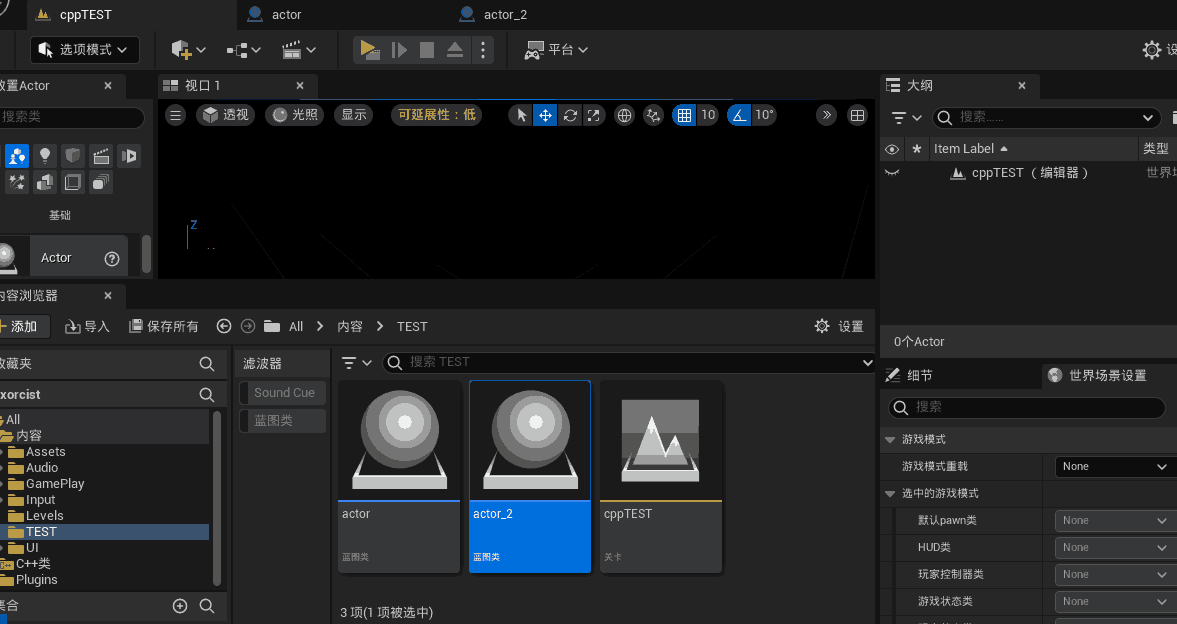 cppTEST
actor
actor_2
选项模式
平台
设
放置Actor
视口 1
大纲
搜索类
透视
光照
显示
可延展性：低
10
10°
搜索......
Item Label
类型
cppTEST （ 编辑器 ）
世界场
基础
Z
Actor
内容浏览器
添加
导入
保存所有
All
内容
TEST
设置
0个Actor
收藏夹
滤波器
搜索 TEST
细节
世界场景设置
xorcist
Sound Cue
蓝图类
搜索
All
内容
Assets
Audio
GamePlay
Input
Levels
TEST
UI
C++类
Plugins
集合
actor
蓝图类
actor_2
蓝图类
cppTEST
关卡
3 项(1 项被选中)
游戏模式
游戏模式重载
None
选中的游戏模式
默认pawn类
None
HUD类
None
玩家控制器类
None
游戏状态类
None